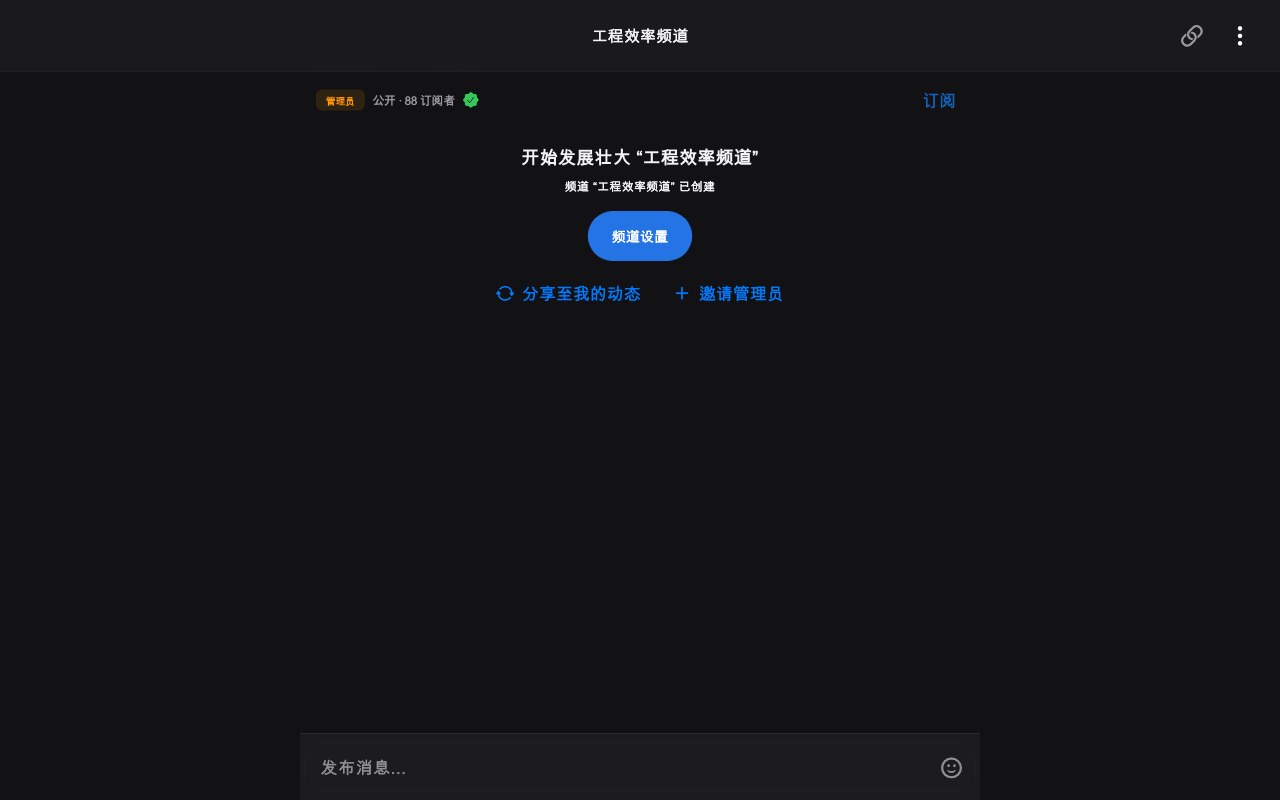 工程效率频道
管理员 公开 · 88 订阅者 订阅
开始发展壮大 “工程效率频道”
频道 “工程效率频道” 已创建
频道设置
分享至我的动态 邀请管理员
发布消息...